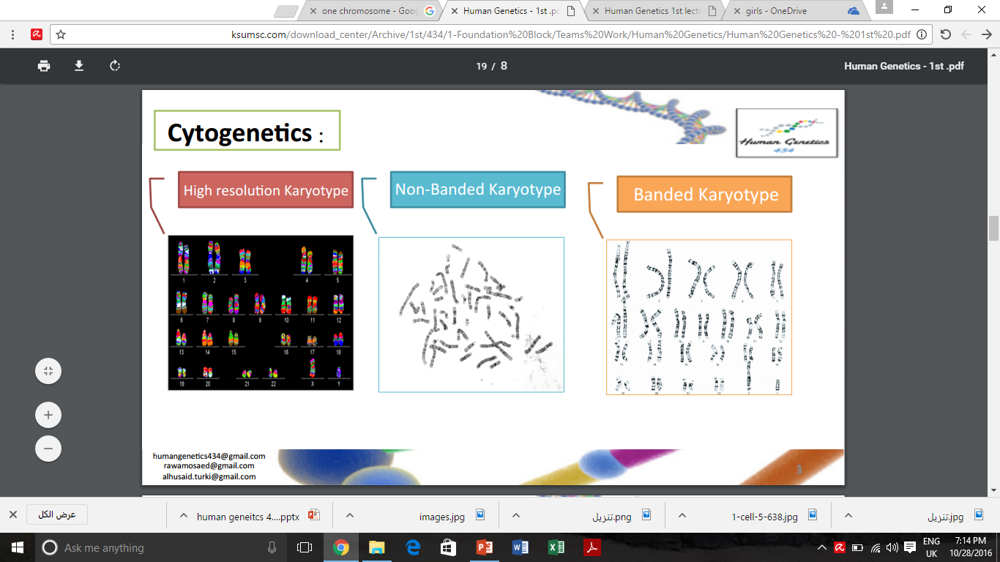 one chromosome - Goo
Human Genetics - 1st .pd
Human Genetics 1st lectu
girls - OneDrive
ksumsc.com/download_center/Archive/1st/434/1-Foundation%20Block/Teams%20Work/Human%20Genetics/Human%20Genetics%20-%201st%20.pdf
19 / 8
Human Genetics - 1st .pdf
Cytogenetics :
Human Genetics
434
High resolution Karyotype
Non-Banded Karyotype
Banded Karyotype
1 2 3 4 5
6 7 8 9 10 11 12
13 14 15 16 17 18
19 20 21 22 X Y
humangenetics434@gmail.com
rawamosaed@gmail.com
alhusaid.turki@gmail.com
عرض الكل
human geneitcs 4....pptx
images.jpg
تنزيل.png
1-cell-5-638.jpg
تنزيل.jpg
Ask me anything
ENG
UK
7:14 PM
10/28/2016